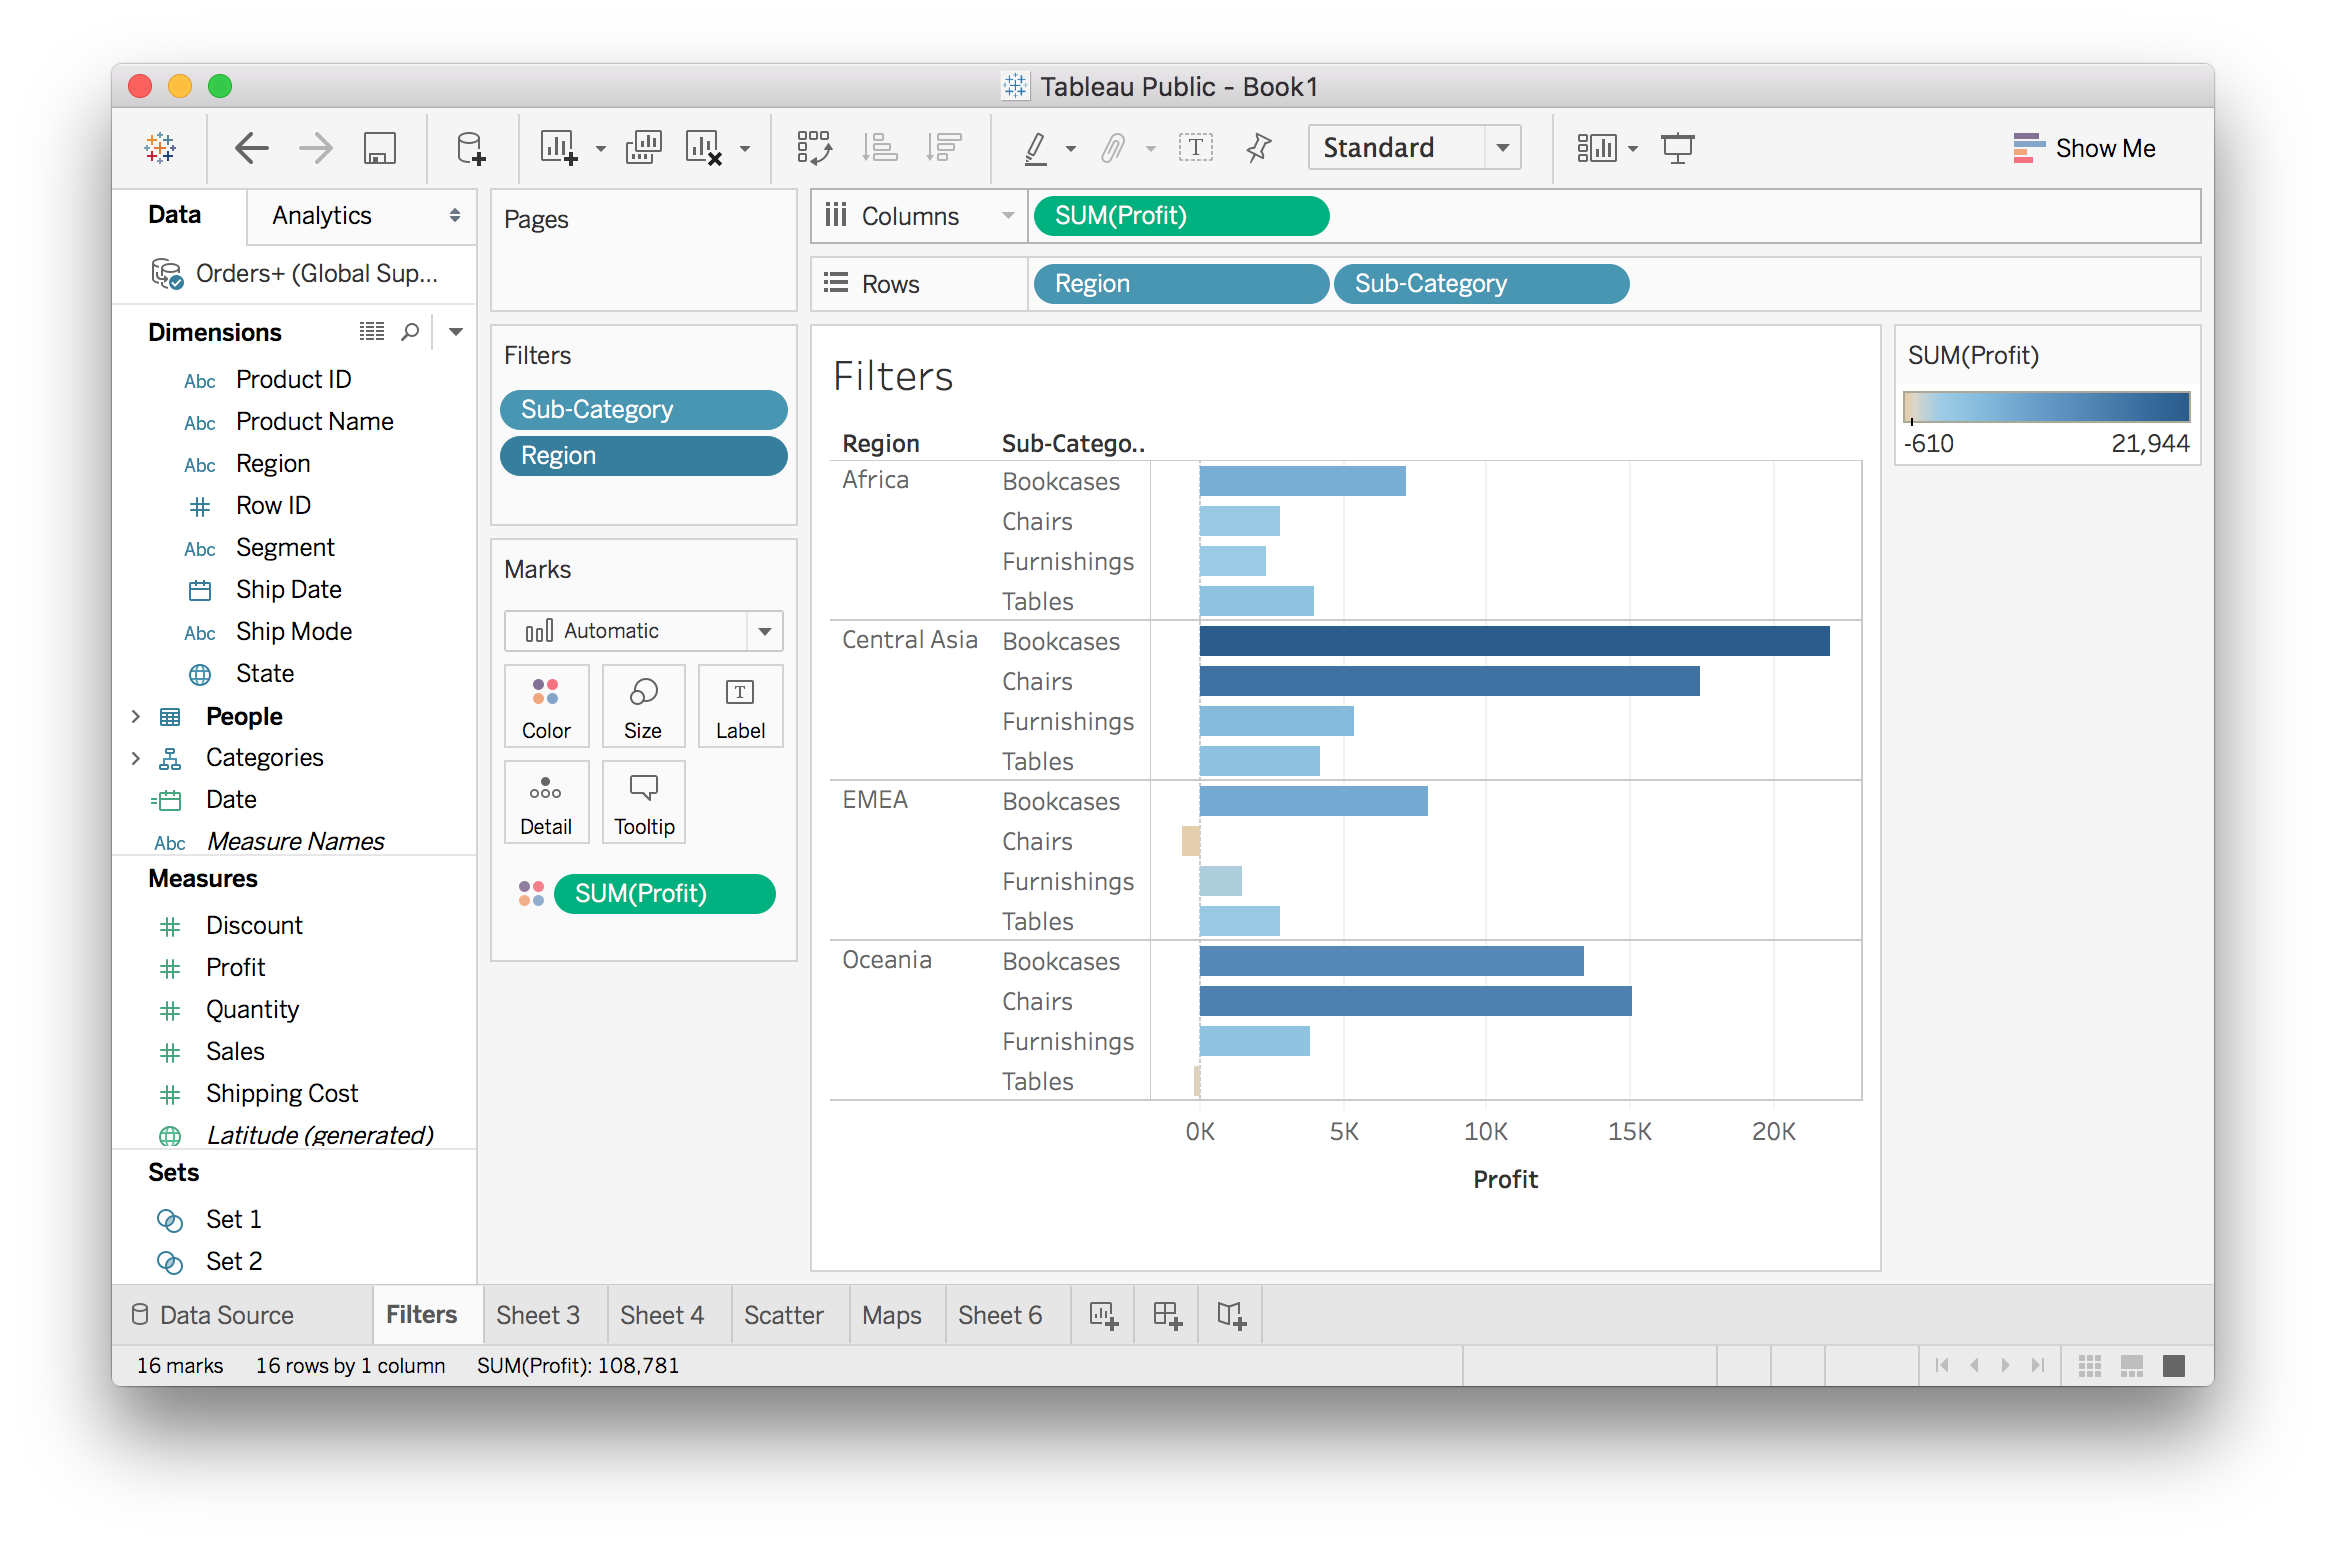 Tableau Public - Book1
Standard
Show Me
Data
Analytics
Orders+ (Global Sup...
Dimensions
Abc Product ID
Abc Product Name
Abc Region
Row ID
Abc Segment
Ship Date
Abc Ship Mode
State
People
Categories
Date
Abc Measure Names
Measures
Discount
Profit
Quantity
Sales
Shipping Cost
Latitude (generated)
Sets
Set 1
Set 2
Pages
Filters
Sub-Category
Region
Marks
Automatic
Color
Size
T
Label
Detail
Tooltip
SUM(Profit)
T
Columns
SUM(Profit)
Rows
Region
Sub-Category
Filters
Region
Sub-Catego..
Africa
Bookcases
Chairs
Furnishings
Tables
Central Asia
Bookcases
Chairs
Furnishings
Tables
EMEA
Bookcases
Chairs
Furnishings
Tables
Oceania
Bookcases
Chairs
Furnishings
Tables
0K 5K 10K 15K 20K
Profit
SUM(Profit)
-610 21,944
Data Source
Filters
Sheet 3
Sheet 4
Scatter
Maps
Sheet 6
16 marks 16 rows by 1 column SUM(Profit): 108,781